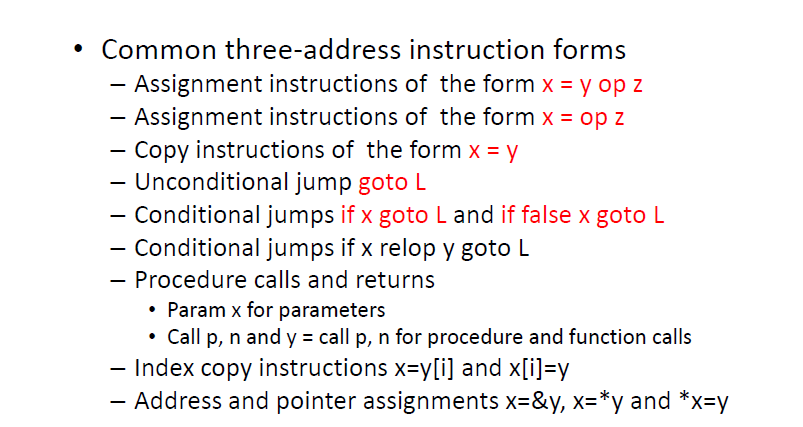 • Common three-address instruction forms
– Assignment instructions of  the form x = y op z
– Assignment instructions of  the form x = op z
– Copy instructions of  the form x = y
– Unconditional jump goto L
– Conditional jumps if x goto L and if false x goto L
– Conditional jumps if x relop y goto L
– Procedure calls and returns
• Param x for parameters
• Call p, n and y = call p, n for procedure and function calls
– Index copy instructions x=y[i] and x[i]=y
– Address and pointer assignments x=&y, x=*y and *x=y